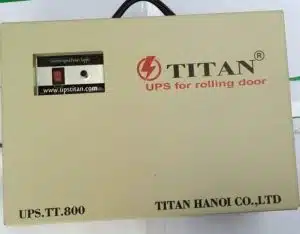 TITAN®
UPS for rolling door
www.upstitan.com
UPS.TT.800
TITAN HANOI CO.,LTD